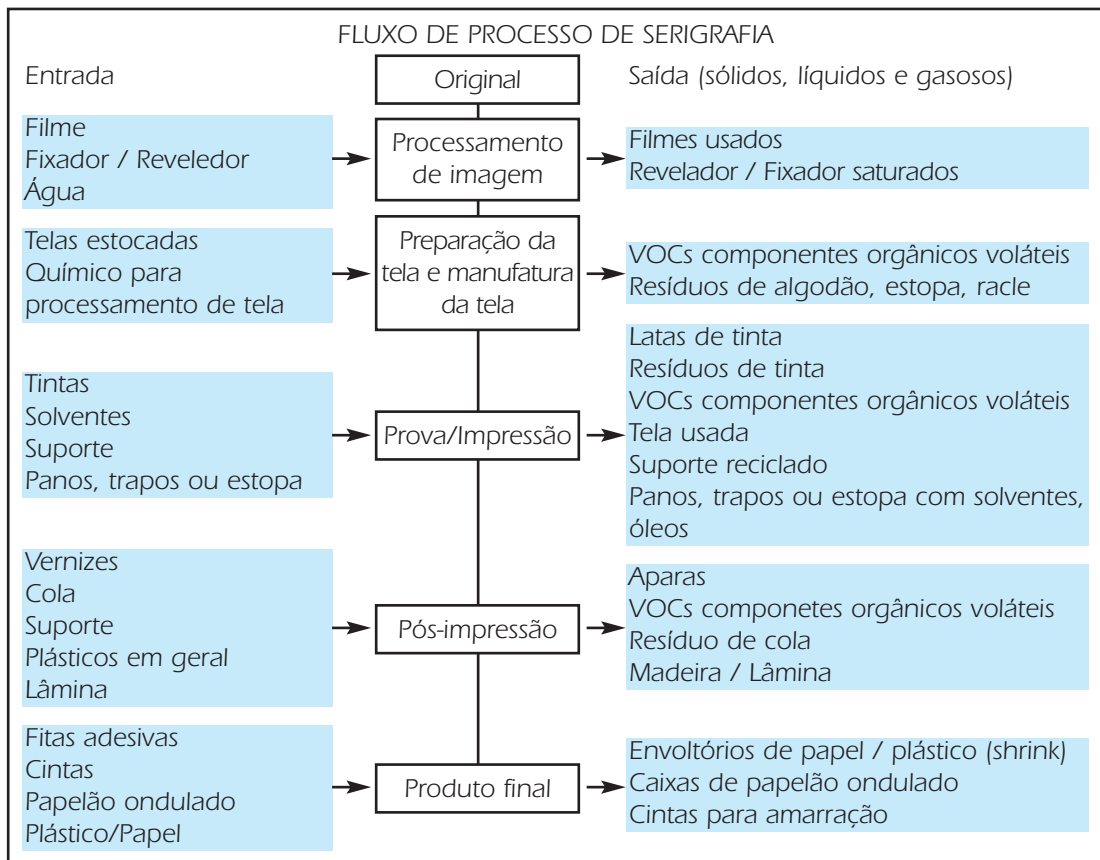 FLUXO DE PROCESSO DE SERIGRAFIA
Entrada
Original
Saída (sólidos, líquidos e gasosos)
Filme
Fixador / Reveledor
Água
Processamento
de imagem
Filmes usados
Revelador / Fixador saturados
Telas estocadas
Químico para
processamento de tela
Preparação da
tela e manufatura
da tela
VOCs componentes orgânicos voláteis
Resíduos de algodão, estopa, racle
Tintas
Solventes
Suporte
Panos, trapos ou estopa
Prova/Impressão
Latas de tinta
Resíduos de tinta
VOCs componentes orgânicos voláteis
Tela usada
Suporte reciclado
Panos, trapos ou estopa com solventes,
óleos
Vernizes
Cola
Suporte
Plásticos em geral
Lâmina
Pós-impressão
Aparas
VOCs componetes orgânicos voláteis
Resíduo de cola
Madeira / Lâmina
Fitas adesivas
Cintas
Papelão ondulado
Plástico/Papel
Produto final
Envoltórios de papel / plástico (shrink)
Caixas de papelão ondulado
Cintas para amarração